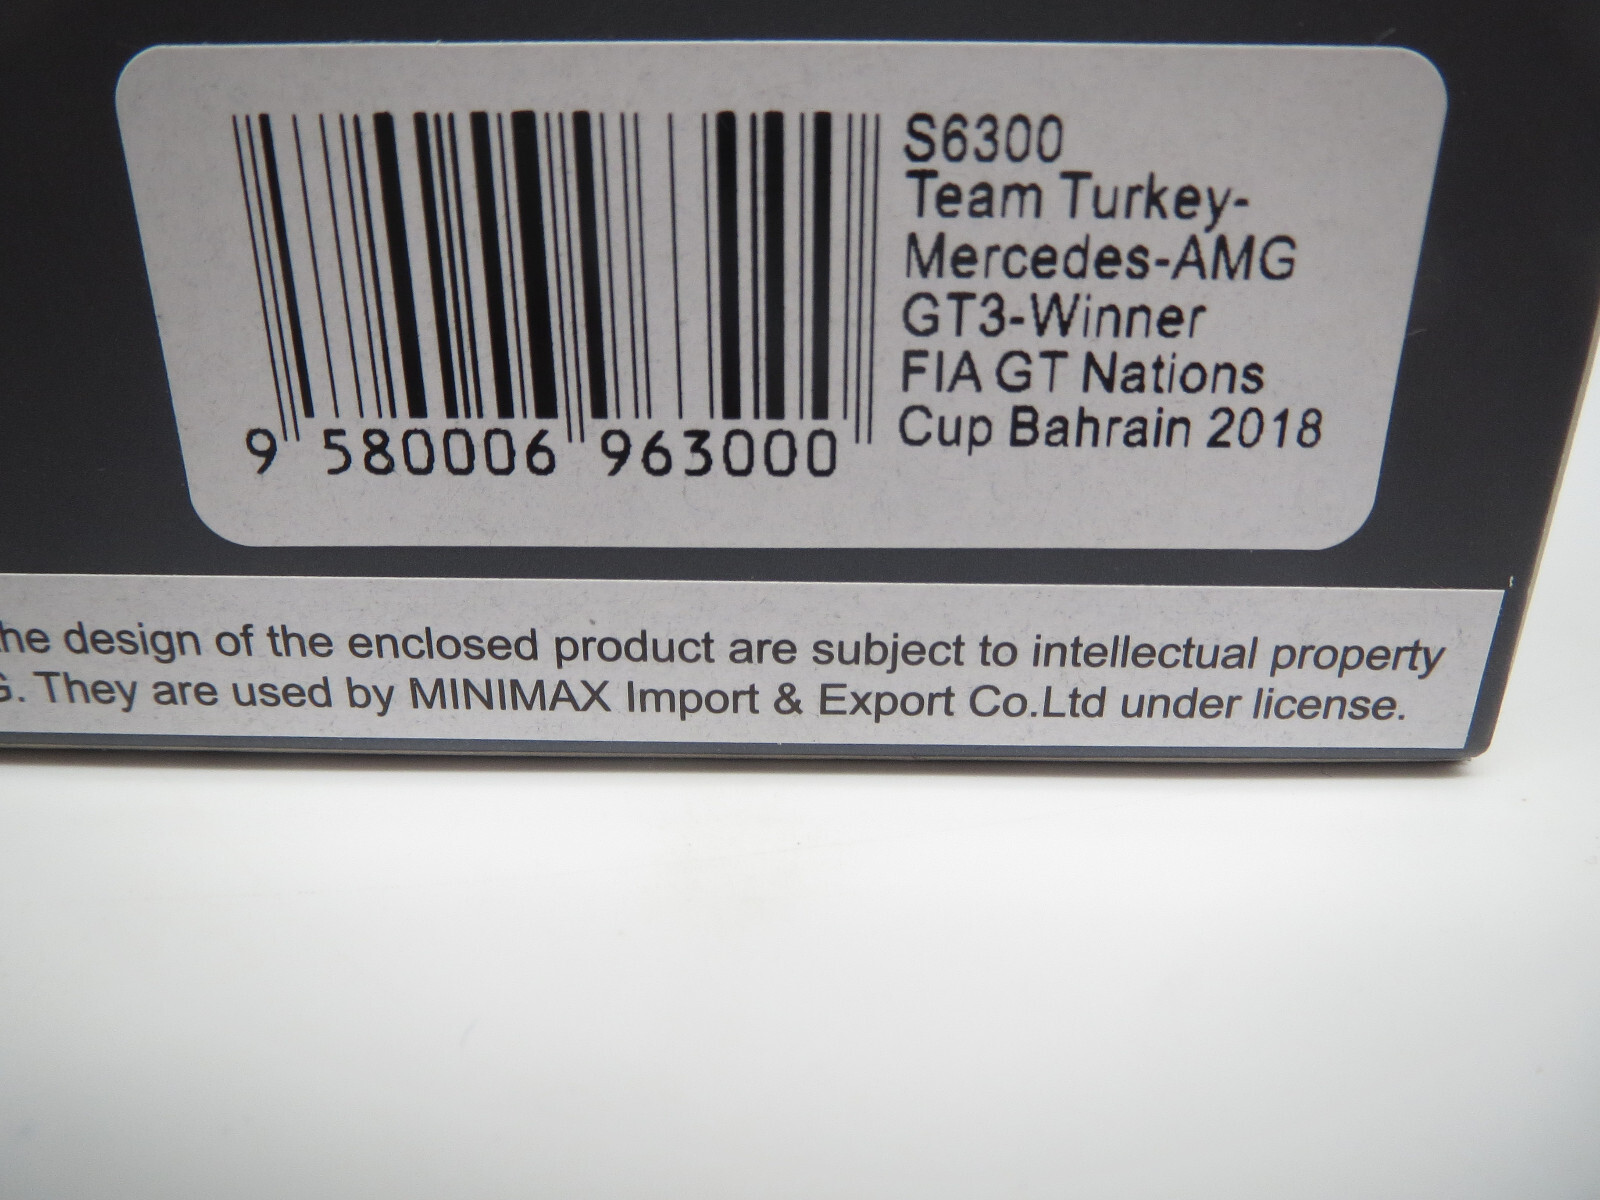 S6300
Team Turkey-
Mercedes-AMG
GT3-Winner
FIA GT Nations
Cup Bahrain 2018
9 580006 963000
the design of the enclosed product are subject to intellectual property
They are used by MINIMAX Import & Export Co.Ltd under license.